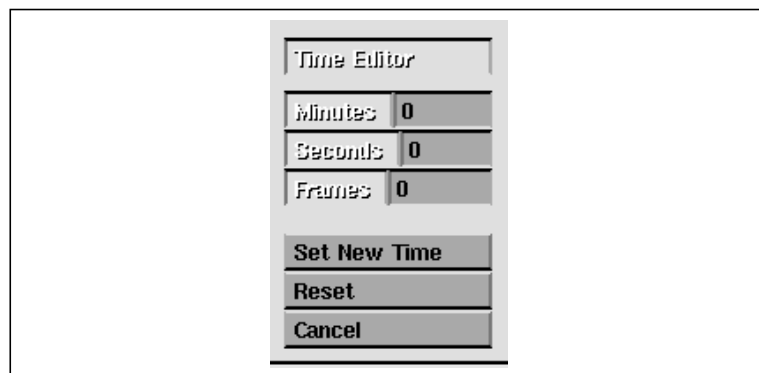 Time Editor
Minutes 0
Seconds 0
Frames 0
Set New Time
Reset
Cancel